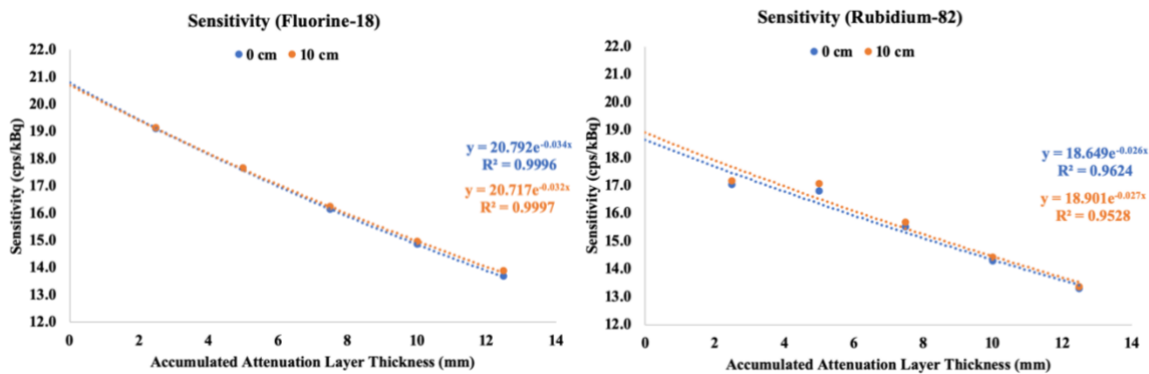 Sensitivity (Fluorine-18)
0 cm 10 cm
22.0
21.0
20.0
19.0
18.0
17.0
16.0
15.0
14.0
13.0
12.0
Sensitivity (cps/kBq)
y = 20.792e^-0.034x
R² = 0.9996
y = 20.717e^-0.032x
R² = 0.9997
0 2 4 6 8 10 12 14
Accumulated Attenuation Layer Thickness (mm)
Sensitivity (Rubidium-82)
0 cm 10 cm
22.0
21.0
20.0
19.0
18.0
17.0
16.0
15.0
14.0
13.0
12.0
Sensitivity (cps/kBq)
y = 18.649e^-0.026x
R² = 0.9624
y = 18.901e^-0.027x
R² = 0.9528
0 2 4 6 8 10 12 14
Accumulated Attenuation Layer Thickness (mm)